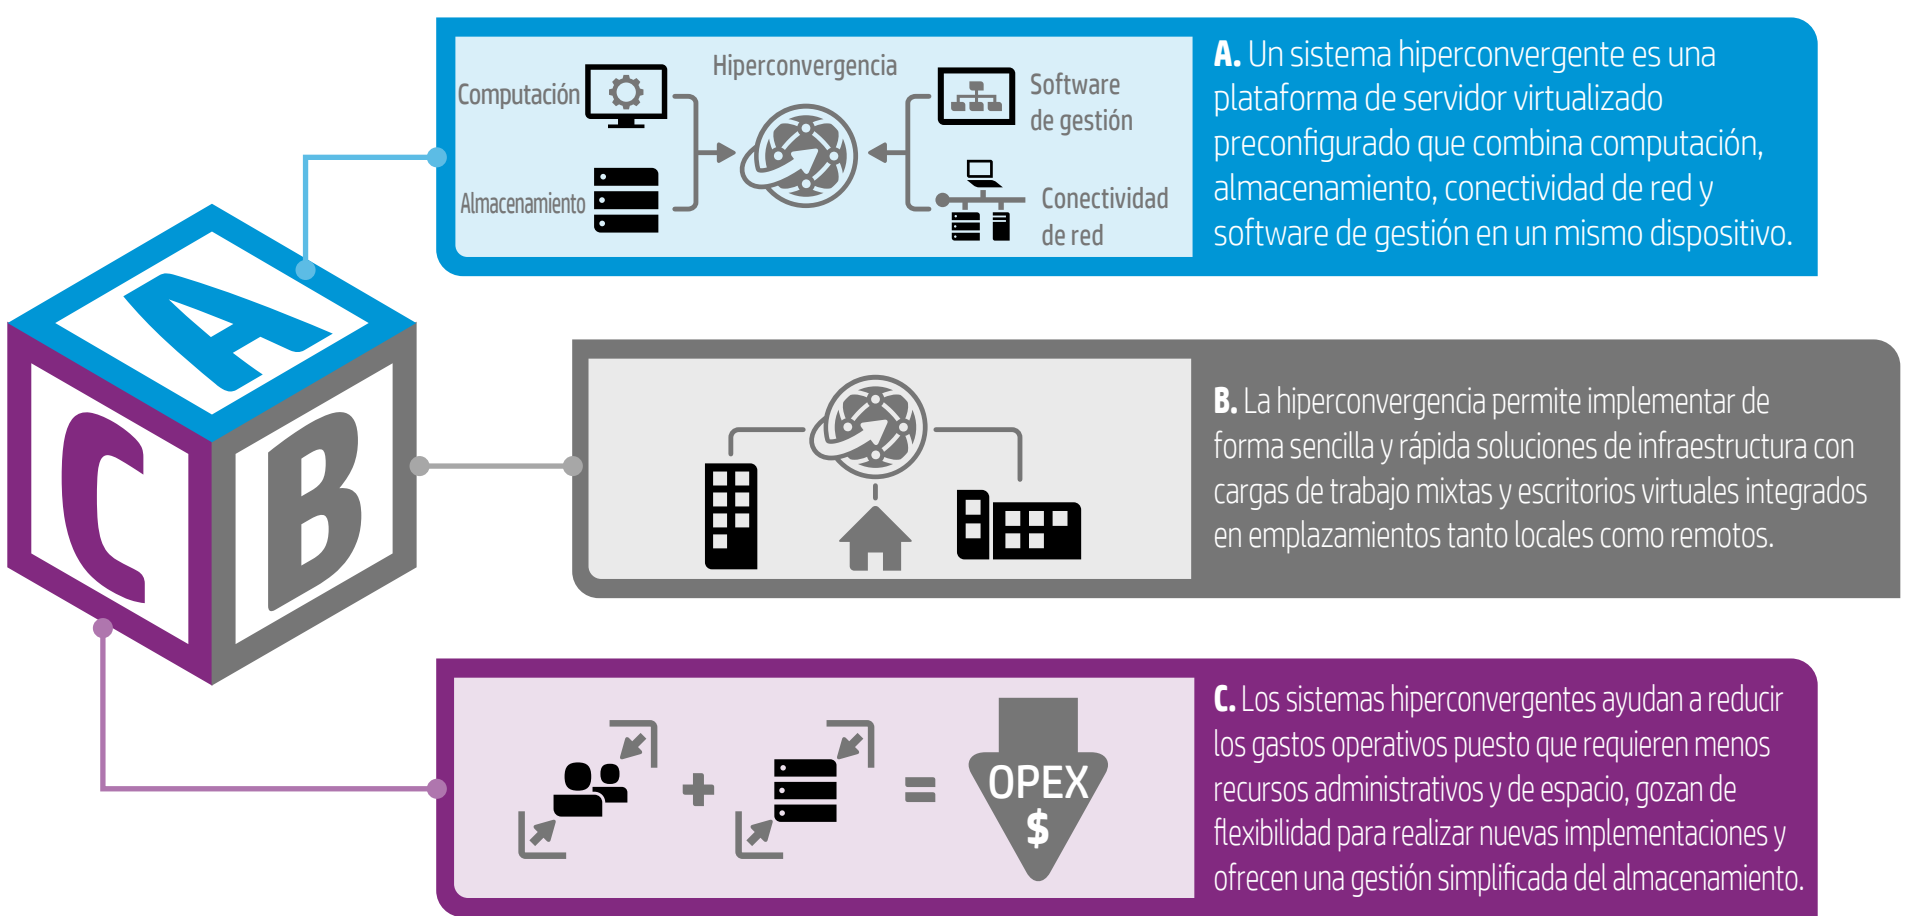 Hiperconvergencia
Computación
Almacenamiento
Software
de gestión
Conectividad
de red
A. Un sistema hiperconvergente es una
plataforma de servidor virtualizado
preconfigurado que combina computación,
almacenamiento, conectividad de red y
software de gestión en un mismo dispositivo.
A
C
B
B. La hiperconvergencia permite implementar de
forma sencilla y rápida soluciones de infraestructura con
cargas de trabajo mixtas y escritorios virtuales integrados
en emplazamientos tanto locales como remotos.
OPEX
$
C. Los sistemas hiperconvergentes ayudan a reducir
los gastos operativos puesto que requieren menos
recursos administrativos y de espacio, gozan de
flexibilidad para realizar nuevas implementaciones y
ofrecen una gestión simplificada del almacenamiento.